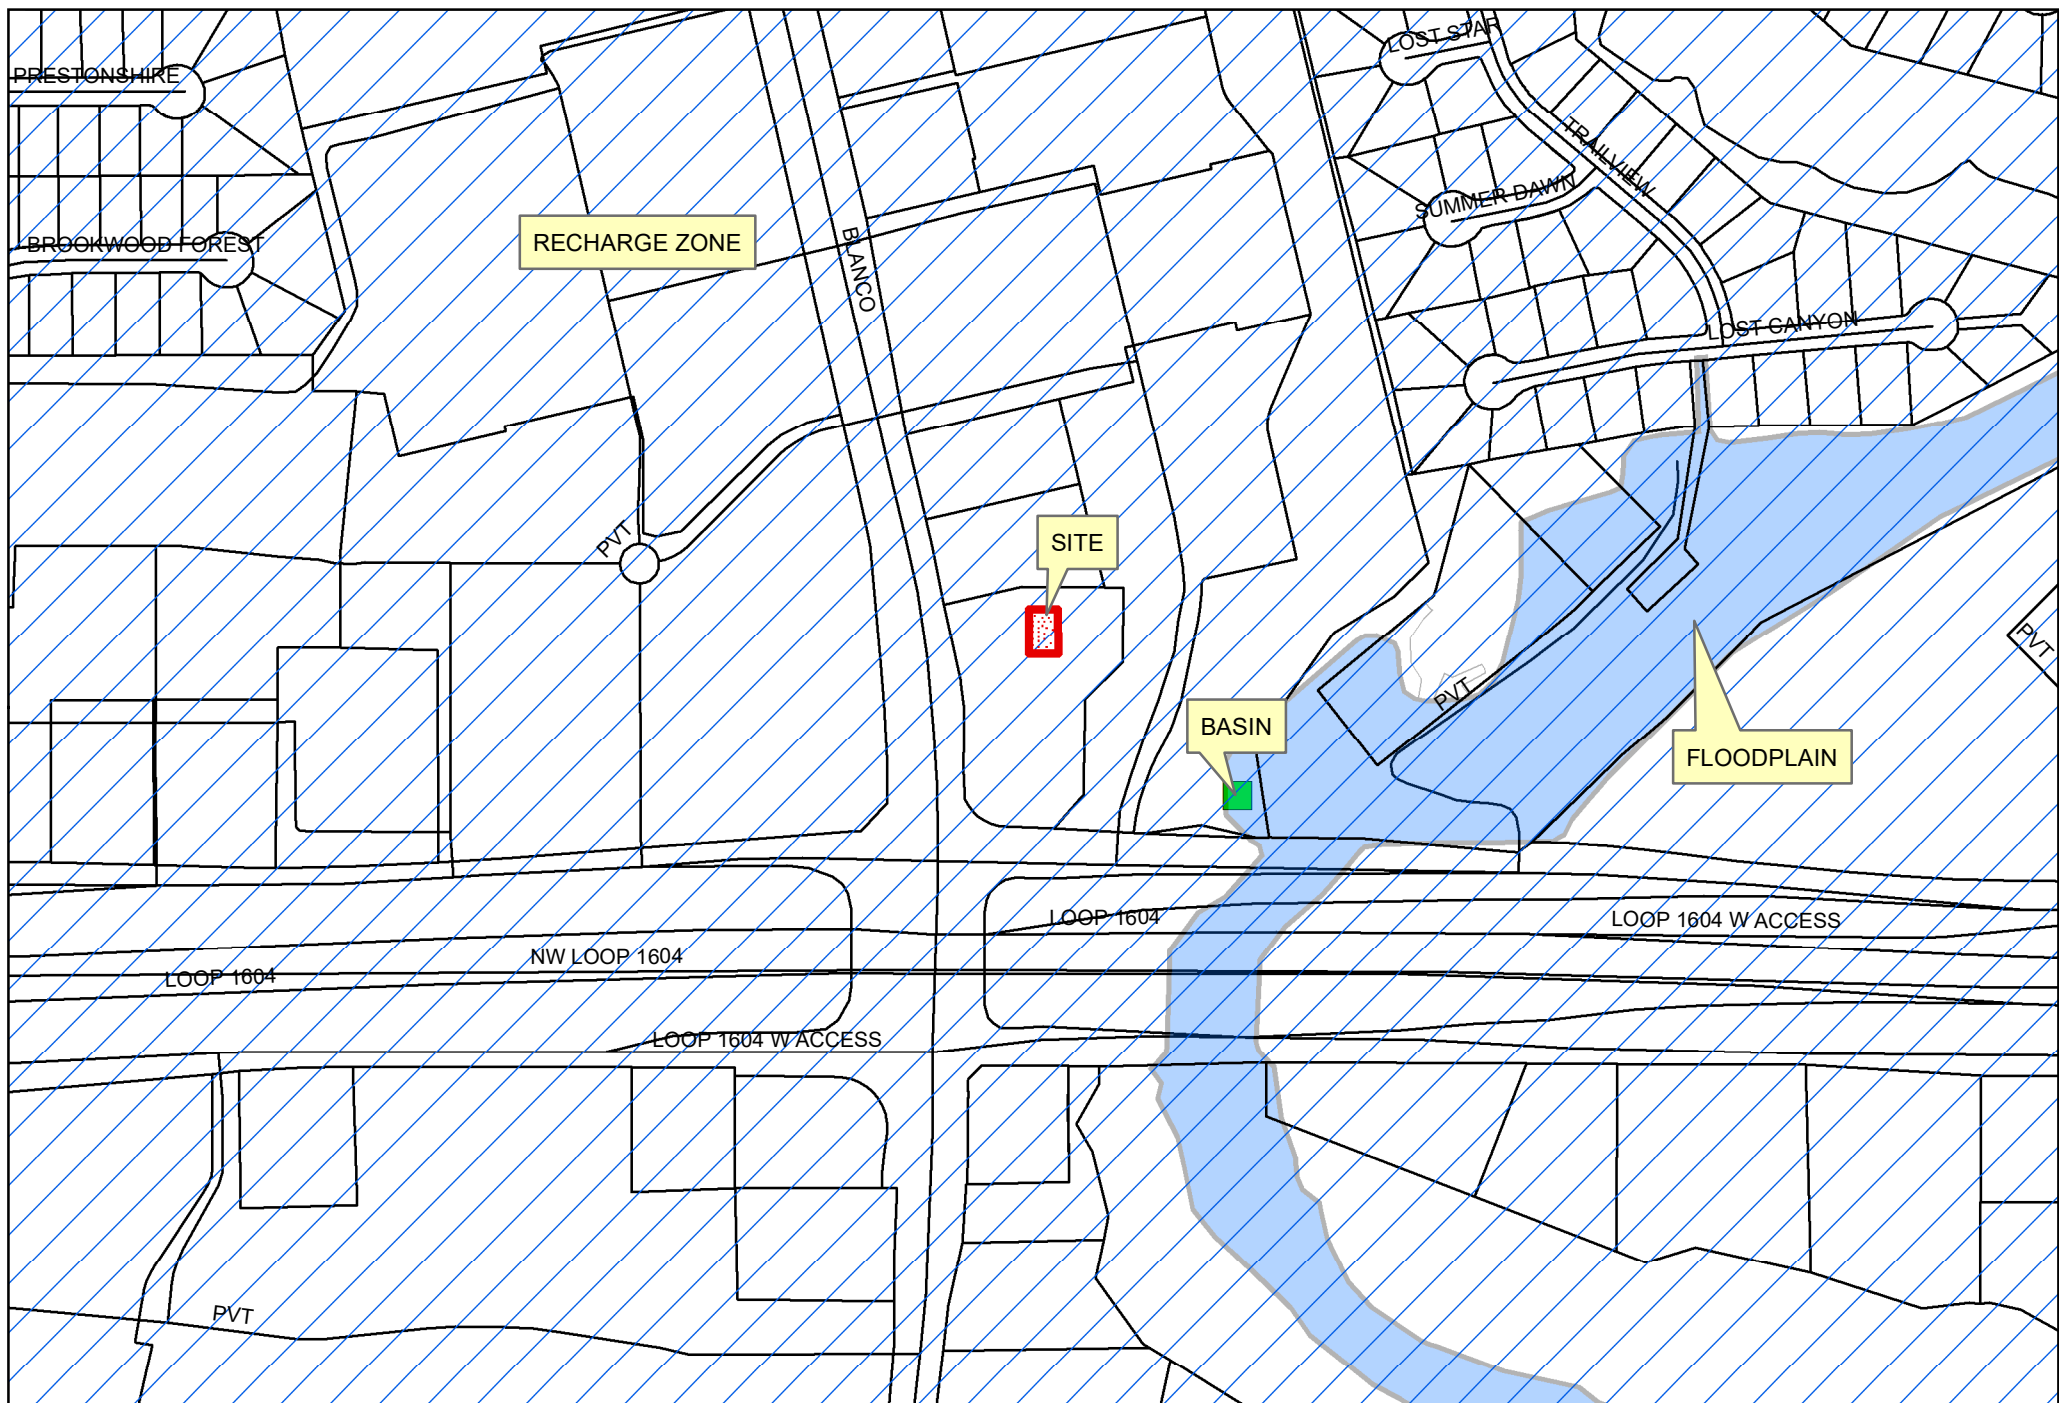 LOST STAR
PRESTONSHIRE
TRAILVIEW
SUMMER DAWN
BROOKWOOD FOREST
RECHARGE ZONE
BLANCO
LOST CANYON
PVT
SITE
PVT
PVT
BASIN
FLOODPLAIN
LOOP 1604
LOOP 1604 W ACCESS
NW LOOP 1604
LOOP 1604
LOOP 1604 W ACCESS
PVT